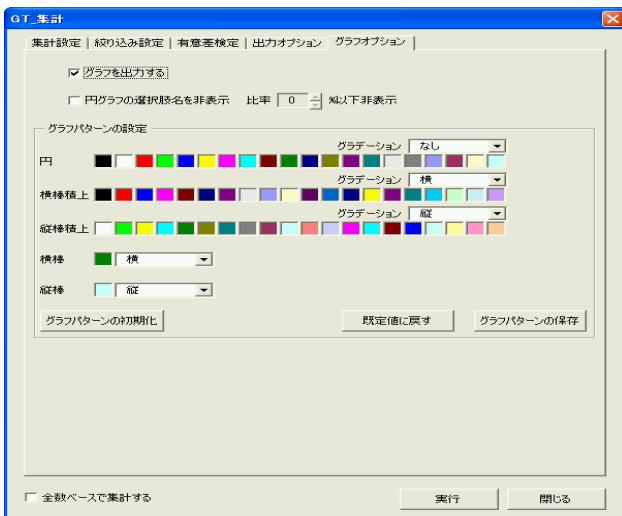 GT_集計
集計設定 | 絞り込み設定 | 有意差検定 | 出力オプション | グラフオプション
グラフを出力する
円グラフの選択肢名を非表示 比率 0 %以下非表示
グラフパターンの設定
グラデーション なし
円
グラデーション 横
横棒積上
グラデーション 縦
縦棒積上
横棒 横
縦棒 縦
グラフパターンの初期化 既定値に戻す グラフパターンの保存
全数ベースで集計する 実行 閉じる